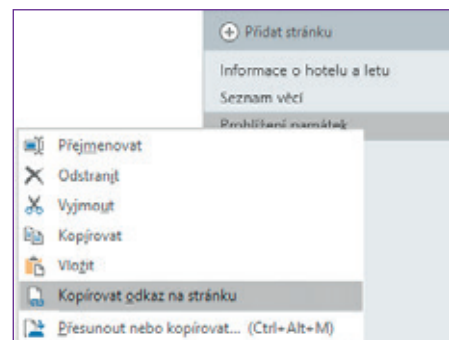 Přidat stránku
Informace o hotelu a letu
Seznam věcí
Prohlížení památek
Přejmenovat
Odstranit
Vyjmout
Kopírovat
Vložit
Kopírovat odkaz na stránku
Přesunout nebo kopírovat... (Ctrl+Alt+M)